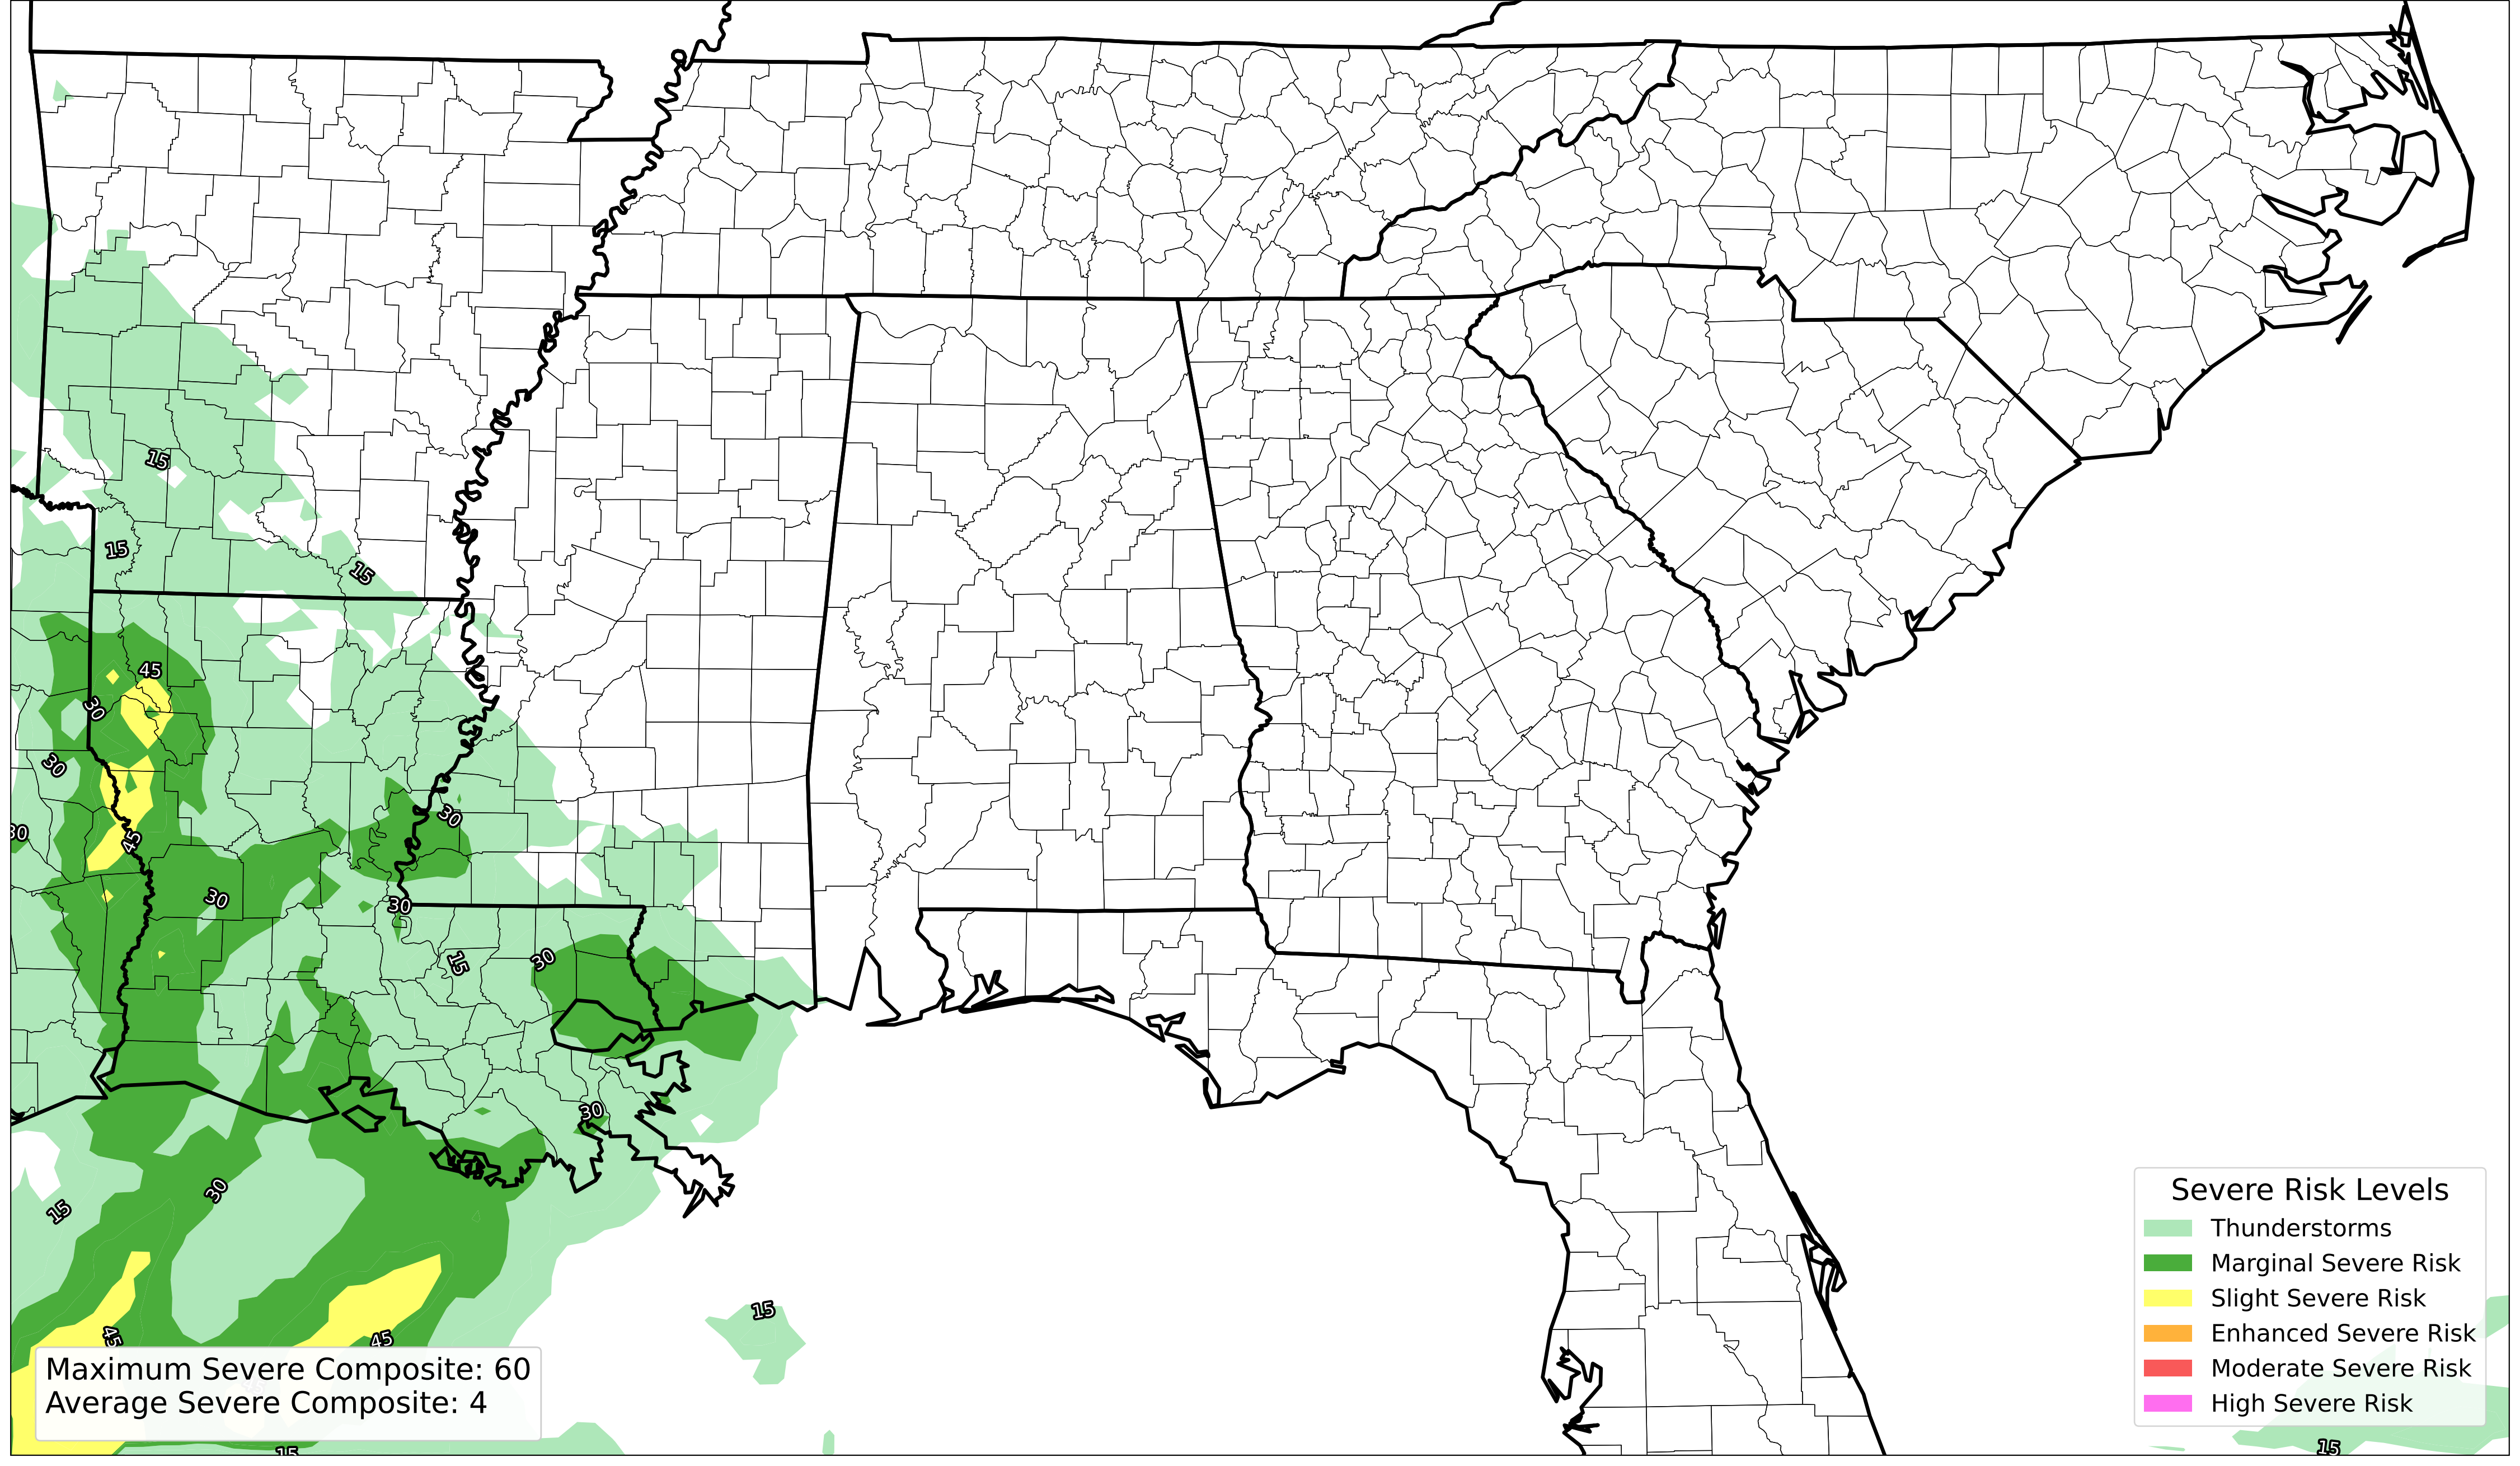 15
15
15
45
30
30
30
30
45
30
30
15
30
30
30
15
15
45
45
15
15
Maximum Severe Composite: 60
Average Severe Composite: 4
Severe Risk Levels
Thunderstorms
Marginal Severe Risk
Slight Severe Risk
Enhanced Severe Risk
Moderate Severe Risk
High Severe Risk
15